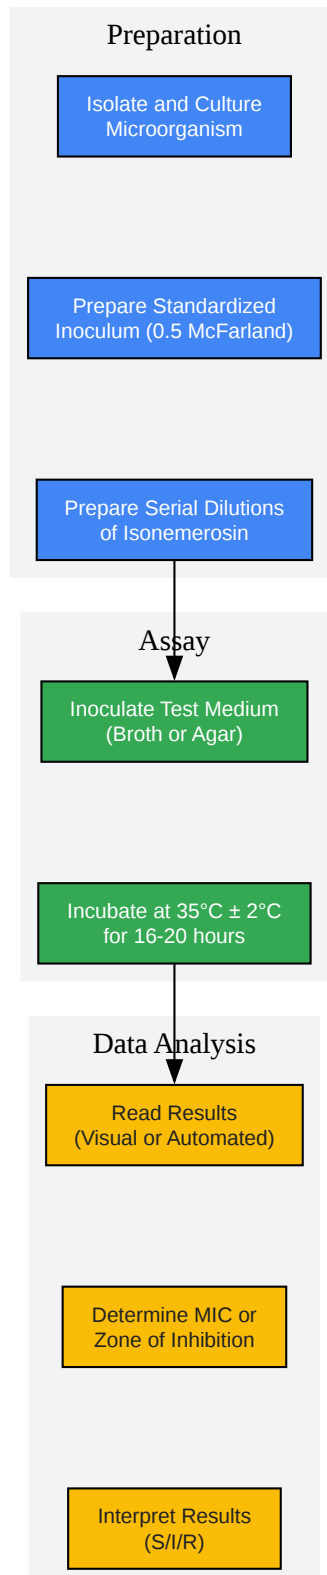 Preparation
Isolate and Culture
Microorganism
Prepare Standardized
Inoculum (0.5 McFarland)
Prepare Serial Dilutions
of Isonemerosin
Assay
Inoculate Test Medium
(Broth or Agar)
Incubate at 35°C ± 2°C
for 16-20 hours
Data Analysis
Read Results
(Visual or Automated)
Determine MIC or
Zone of Inhibition
Interpret Results
(S/I/R)